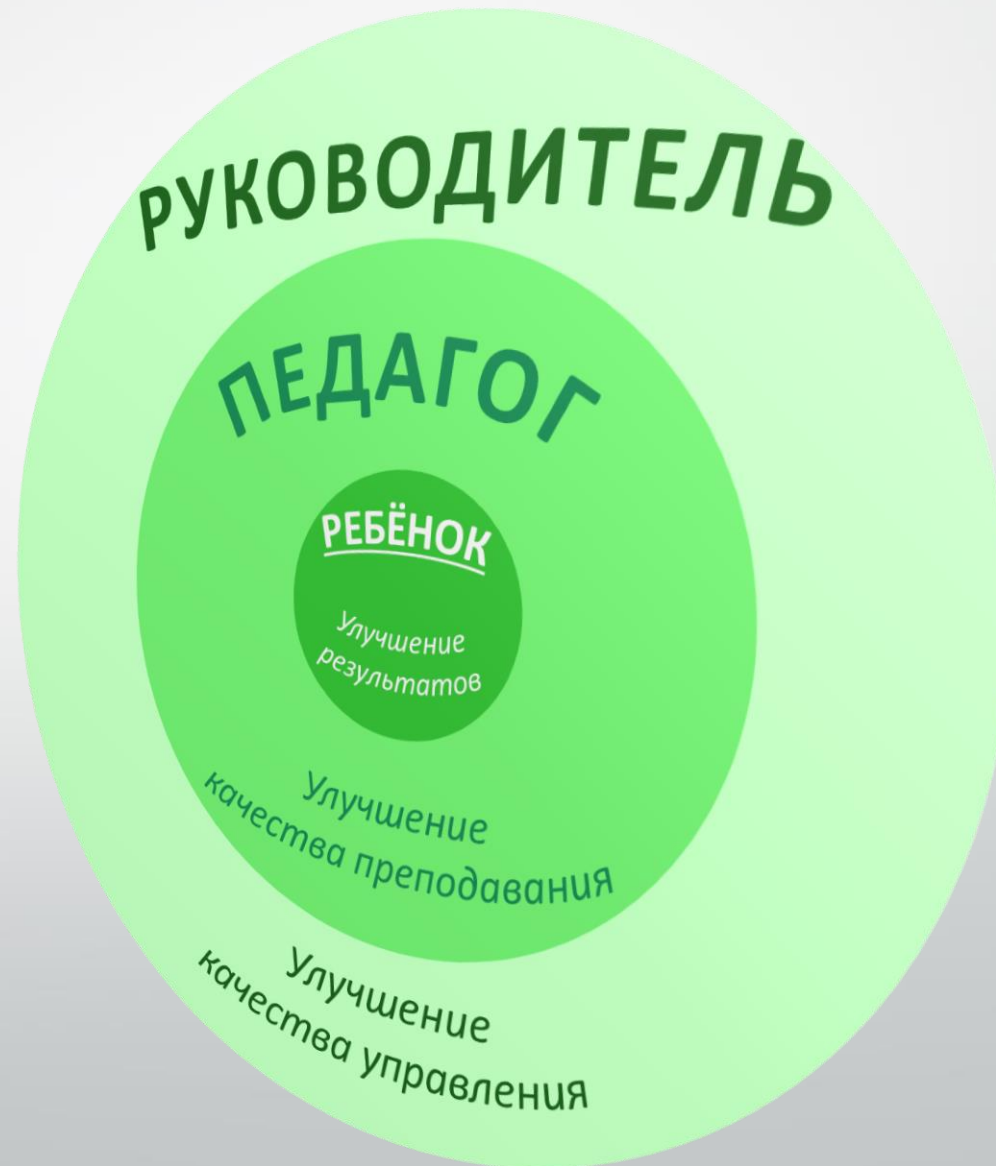 РУКОВОДИТЕЛЬ
ПЕДАГОГ
РЕБЁНОК
Улучшение
результатов
Улучшение
качества преподавания
Улучшение
качества управления